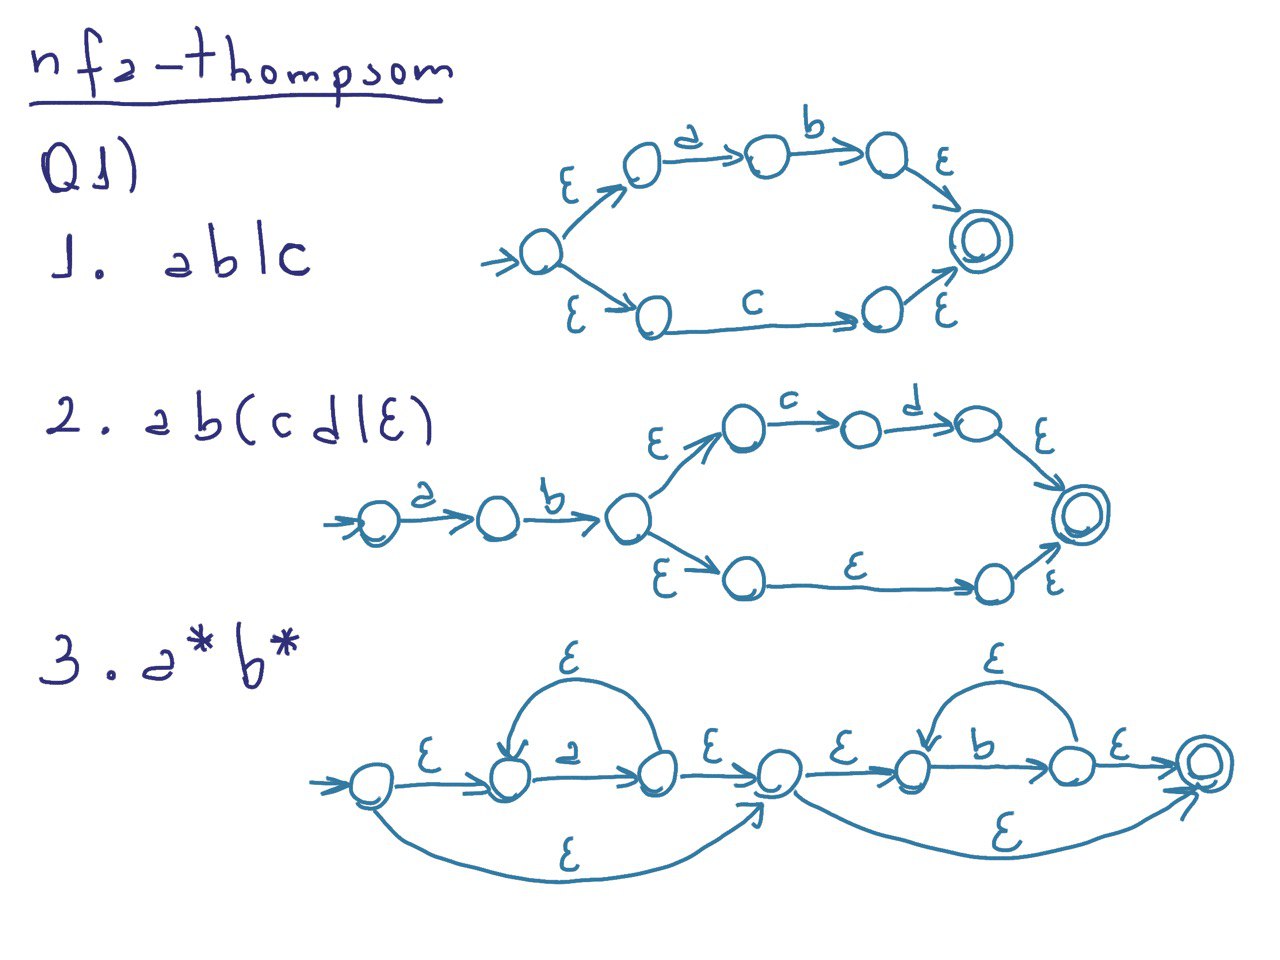 nfa-thompsom
Q1)
1. ab|c
ε a b ε
ε c ε
2. ab(cd|ε)
a b ε c d ε
ε ε ε
3. a*b*
ε ε
ε a ε ε b ε
ε ε